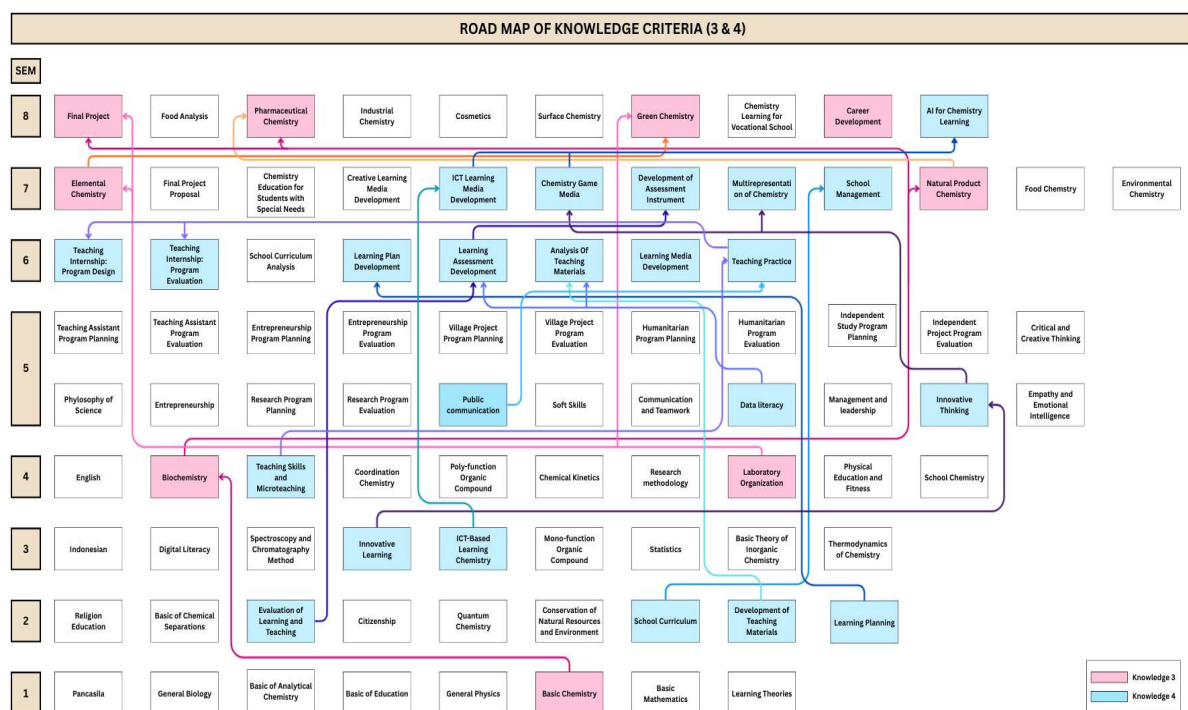 ROAD MAP OF KNOWLEDGE CRITERIA (3 & 4)
SEM
8
Final Project
Food Analysis
Pharmaceutical
Chemistry
Industrial
Chemistry
Cosmetics
Surface Chemistry
Green Chemistry
Chemistry
Learning for
Vocational School
Career
Development
AI for Chemistry
Learning
7
Elemental
Chemistry
Final Project
Proposal
Chemistry
Education for
Students with
Special Needs
Creative Learning
Media
Development
ICT Learning
Media
Development
Chemistry Game
Media
Development of
Assessment
Instrument
Multirepresentati
on of Chemistry
School
Management
Natural Product
Chemistry
Food Chemstry
Environmental
Chemistry
6
Teaching
Internship:
Program Design
Teaching
Internship:
Program
Evaluation
School Curriculum
Analysis
Learning Plan
Development
Learning
Assessment
Development
Analysis Of
Teaching
Materials
Learning Media
Development
Teaching Practice
5
Teaching Assistant
Program Planning
Teaching Assistant
Program
Evaluation
Entrepreneurship
Program Planning
Entrepreneurship
Program
Evaluation
Village Project
Program Planning
Village Project
Program
Evaluation
Humanitarian
Program Planning
Humanitarian
Program
Evaluation
Independent
Study Program
Planning
Independent
Project Program
Evaluation
Critical and
Creative Thinking
Phylosophy of
Science
Entrepreneurship
Research Program
Planning
Research Program
Evaluation
Public
communication
Soft Skills
Communication
and Teamwork
Data literacy
Management and
leadership
Innovative
Thinking
Empathy and
Emotional
Intelligence
4
English
Biochemistry
Teaching Skills
and
Microteaching
Coordination
Chemistry
Poly-function
Organic
Compound
Chemical Kinetics
Research
methodology
Laboratory
Organization
Physical
Education and
Fitness
School Chemistry
3
Indonesian
Digital Literacy
Spectroscopy and
Chromatography
Method
Innovative
Learning
ICT-Based
Learning
Chemistry
Mono-function
Organic
Compound
Statistics
Basic Theory of
Inorganic
Chemistry
Thermodynamics
of Chemistry
2
Religion
Education
Basic of Chemical
Separations
Evaluation of
Learning and
Teaching
Citizenship
Quantum
Chemistry
Conservation of
Natural Resources
and Environment
School Curriculum
Development of
Teaching
Materials
Learning Planning
1
Pancasila
General Biology
Basic of Analytical
Chemistry
Basic of Education
General Physics
Basic Chemistry
Basic
Mathematics
Learning Theories
Knowledge 3
Knowledge 4